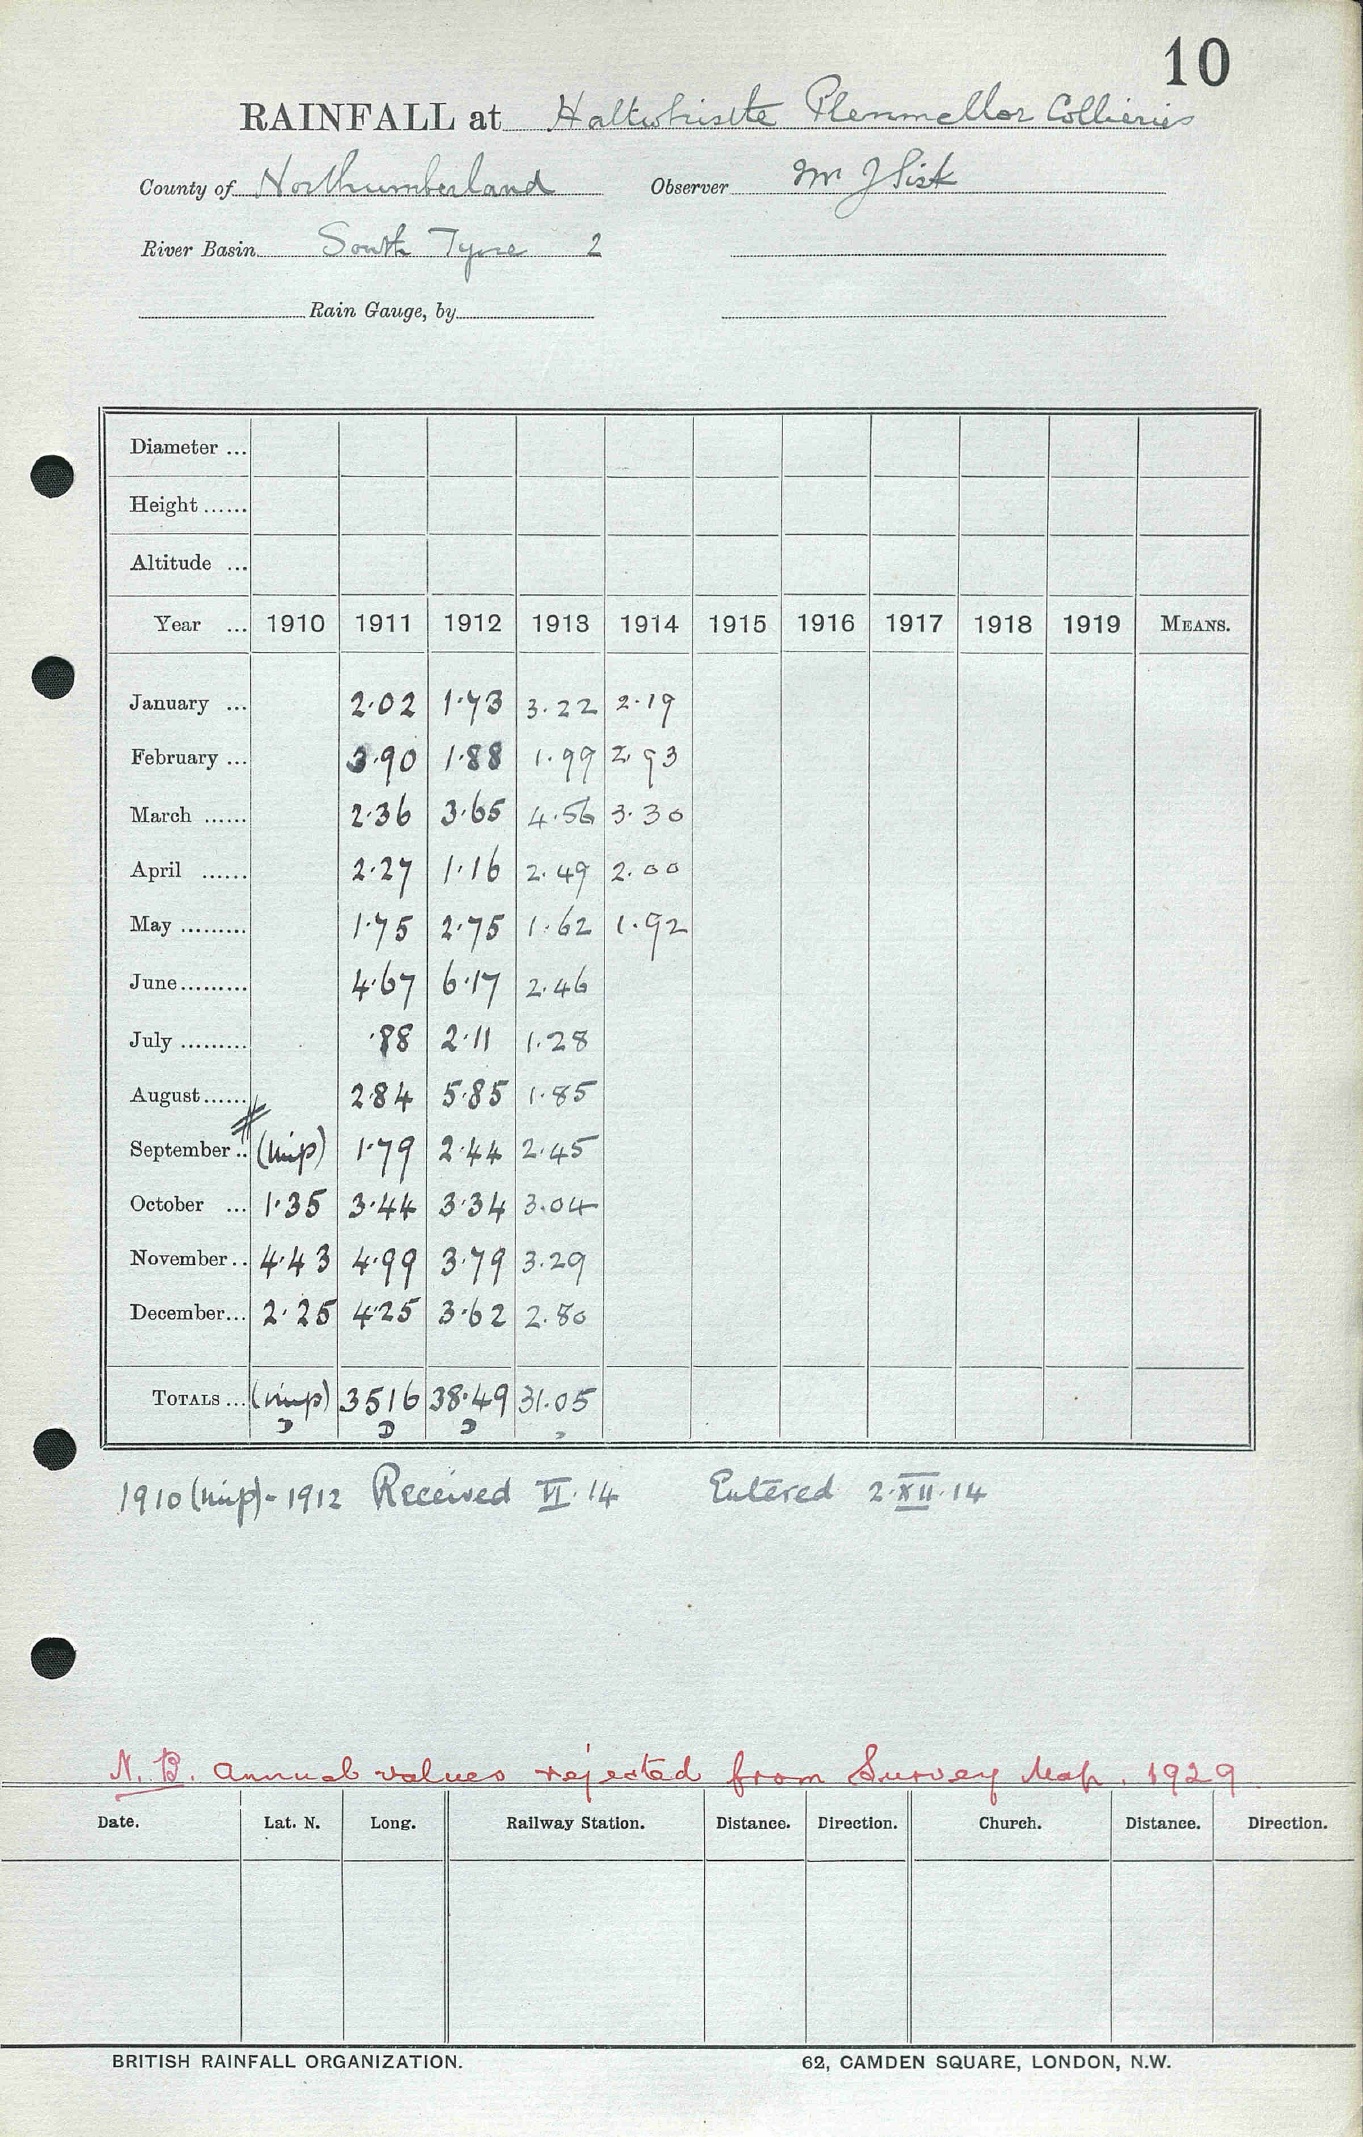 10
RAINFALL at Haltwhistle Plenmellor Collieries
County of Northumberland Observer Mr J Sisk
River Basin South Tyne 2
Rain Gauge, by
Diameter ...
Height ......
Altitude ...
Year ... 1910 1911 1912 1913 1914 1915 1916 1917 1918 1919 MEANS.
January ... 2.02 1.73 3.22 2.19
February ... 3.90 1.88 1.99 2.93
March ...... 2.36 3.65 4.56 3.30
April ...... 2.27 1.16 2.49 2.00
May ......... 1.75 2.75 1.62 1.92
June ......... 4.67 6.17 2.46
July ......... .88 2.11 1.28
August ...... 2.84 5.85 1.85
September .. (imp) 1.79 2.44 2.45
October ... 1.35 3.44 3.34 3.04
November .. 4.43 4.99 3.79 3.29
December ... 2.25 4.25 3.62 2.80
TOTALS ... (imp) 3516 38.49 31.05
D D D
1910 (imp) - 1912 Received VI.14 Entered 2.XII.14
N.B. Annual values rejected from Survey Map. 1929
Date. Lat. N. Long. Railway Station. Distance. Direction. Church. Distance. Direction.
BRITISH RAINFALL ORGANIZATION. 62, CAMDEN SQUARE, LONDON, N.W.